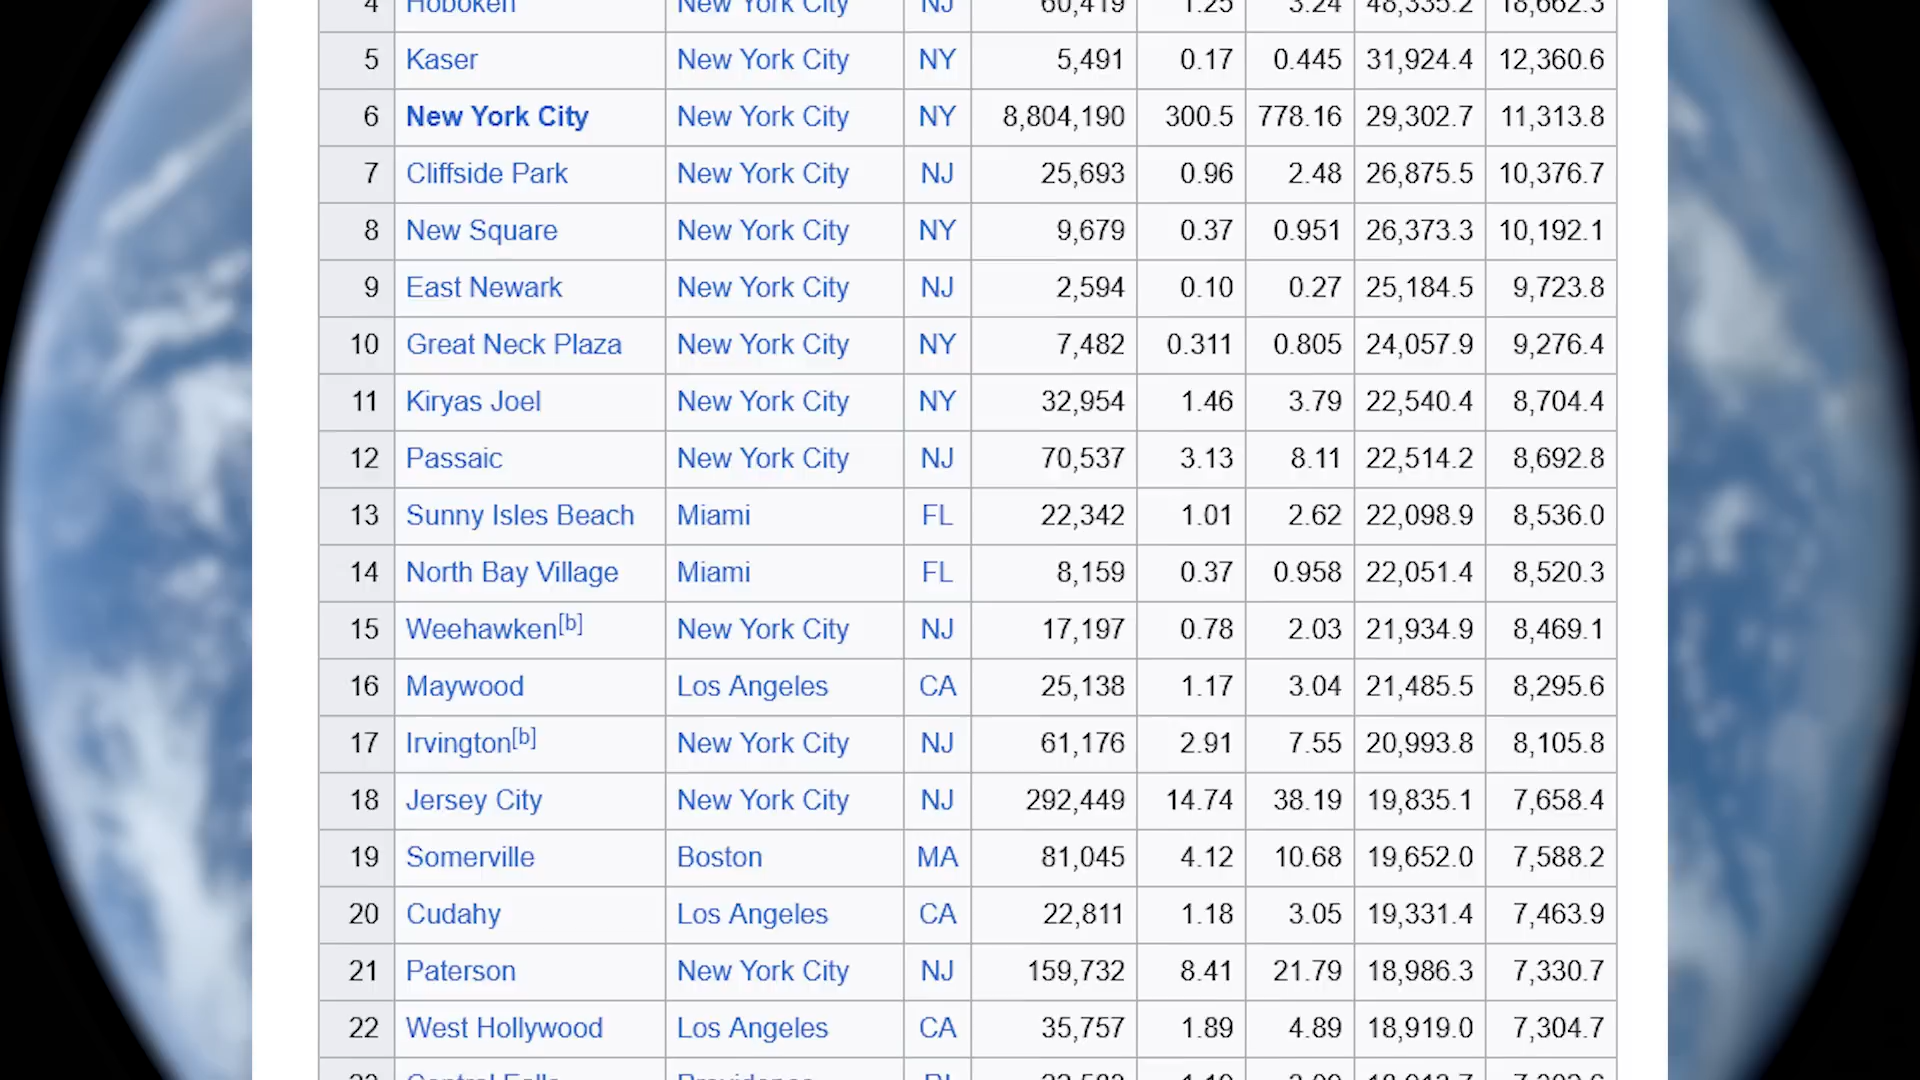 4 Hoboken New York City NJ 60,419 1.25 3.24 48,335.2 18,662.3
5 Kaser New York City NY 5,491 0.17 0.445 31,924.4 12,360.6
6 New York City New York City NY 8,804,190 300.5 778.16 29,302.7 11,313.8
7 Cliffside Park New York City NJ 25,693 0.96 2.48 26,875.5 10,376.7
8 New Square New York City NY 9,679 0.37 0.951 26,373.3 10,192.1
9 East Newark New York City NJ 2,594 0.10 0.27 25,184.5 9,723.8
10 Great Neck Plaza New York City NY 7,482 0.311 0.805 24,057.9 9,276.4
11 Kiryas Joel New York City NY 32,954 1.46 3.79 22,540.4 8,704.4
12 Passaic New York City NJ 70,537 3.13 8.11 22,514.2 8,692.8
13 Sunny Isles Beach Miami FL 22,342 1.01 2.62 22,098.9 8,536.0
14 North Bay Village Miami FL 8,159 0.37 0.958 22,051.4 8,520.3
15 Weehawken[b] New York City NJ 17,197 0.78 2.03 21,934.9 8,469.1
16 Maywood Los Angeles CA 25,138 1.17 3.04 21,485.5 8,295.6
17 Irvington[b] New York City NJ 61,176 2.91 7.55 20,993.8 8,105.8
18 Jersey City New York City NJ 292,449 14.74 38.19 19,835.1 7,658.4
19 Somerville Boston MA 81,045 4.12 10.68 19,652.0 7,588.2
20 Cudahy Los Angeles CA 22,811 1.18 3.05 19,331.4 7,463.9
21 Paterson New York City NJ 159,732 8.41 21.79 18,986.3 7,330.7
22 West Hollywood Los Angeles CA 35,757 1.89 4.89 18,919.0 7,304.7
Central Falls Providence RI